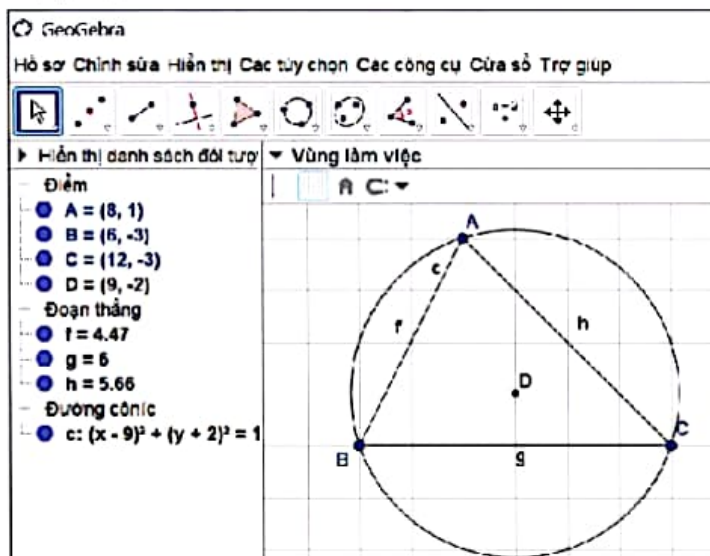 GeoGebra
Hồ sơ Chỉnh sửa Hiển thị Các tùy chọn Các công cụ Cửa sổ Trợ giúp
a=2
Hiển thị danh sách đối tượ
Vùng làm việc
Điểm
A = (8, 1)
B = (6, -3)
C = (12, -3)
D = (9, -2)
Đoạn thẳng
f = 4.47
g = 6
h = 5.66
Đường cônic
c: (x - 9)² + (y + 2)² = 1
A
c
f
h
D
B
g
C